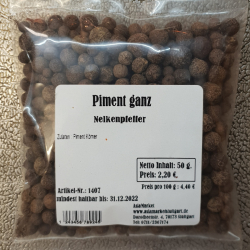 Piment ganz
Nelkenpfeffer
Zutaten: Piment Körner
Netto Inhalt: 50 g.
Preis: 2,20 €.
Preis pro 100 g : 4,40 €
Artikel-Nr.: 1407
mindest haltbar bis: 31.12.2022